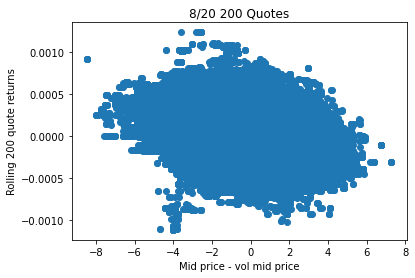 8/20 200 Quotes
Rolling 200 quote returns
0.0010
0.0005
0.0000
−0.0005
−0.0010
−8 −6 −4 −2 0 2 4 6 8
Mid price - vol mid price